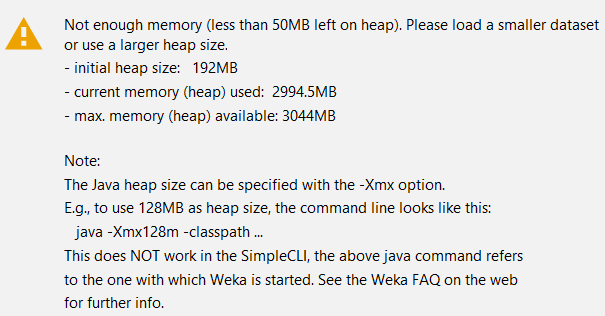 Not enough memory (less than 50MB left on heap). Please load a smaller dataset
or use a larger heap size.
- initial heap size:   192MB
- current memory (heap) used:  2994.5MB
- max. memory (heap) available: 3044MB
Note:
The Java heap size can be specified with the -Xmx option.
E.g., to use 128MB as heap size, the command line looks like this:
java -Xmx128m -classpath ...
This does NOT work in the SimpleCLI, the above java command refers
to the one with which Weka is started. See the Weka FAQ on the web
for further info.